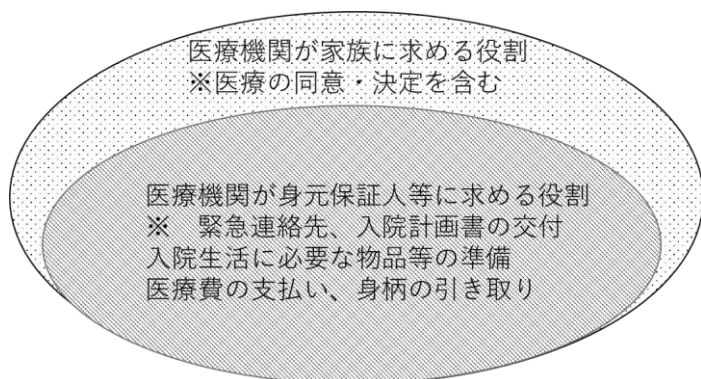 医療機関が家族に求める役割
※医療の同意・決定を含む
医療機関が身元保証人等に求める役割
※　緊急連絡先、入院計画書の交付
入院生活に必要な物品等の準備
医療費の支払い、身柄の引き取り